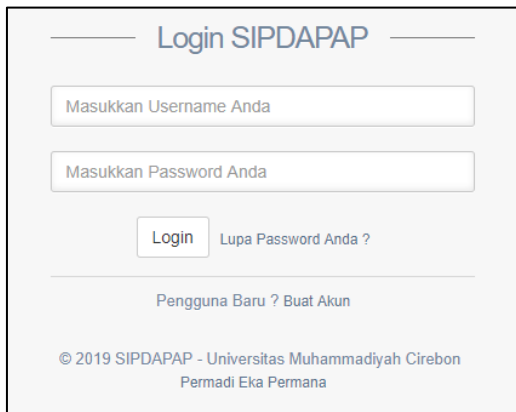 Login SIPDAPAP
Masukkan Username Anda
Masukkan Password Anda
Login Lupa Password Anda ?
Pengguna Baru ? Buat Akun
© 2019 SIPDAPAP - Universitas Muhammadiyah Cirebon
Permadi Eka Permana